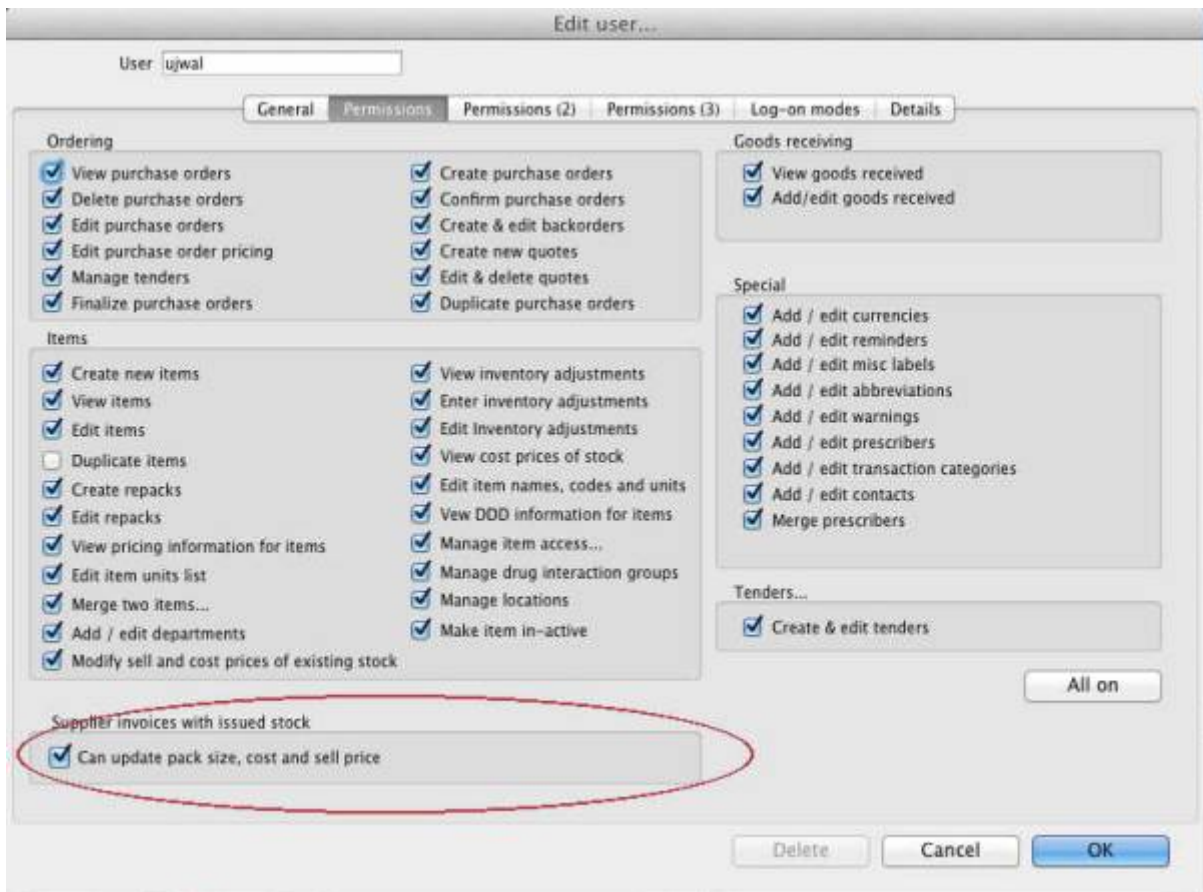 Edit user...
User ujwal
General Permissions Permissions (2) Permissions (3) Log-on modes Details
Ordering
View purchase orders
Delete purchase orders
Edit purchase orders
Edit purchase order pricing
Manage tenders
Finalize purchase orders
Create purchase orders
Confirm purchase orders
Create & edit backorders
Create new quotes
Edit & delete quotes
Duplicate purchase orders
Items
Create new items
View items
Edit items
Duplicate items
Create repacks
Edit repacks
View pricing information for items
Edit item units list
Merge two items...
Add / edit departments
Modify sell and cost prices of existing stock
View inventory adjustments
Enter inventory adjustments
Edit Inventory adjustments
View cost prices of stock
Edit item names, codes and units
Vew DDD information for items
Manage item access...
Manage drug interaction groups
Manage locations
Make item in-active
Supplier invoices with issued stock
Can update pack size, cost and sell price
Goods receiving
View goods received
Add/edit goods received
Special
Add / edit currencies
Add / edit reminders
Add / edit misc labels
Add / edit abbreviations
Add / edit warnings
Add / edit prescribers
Add / edit transaction categories
Add / edit contacts
Merge prescribers
Tenders...
Create & edit tenders
All on
Delete Cancel OK